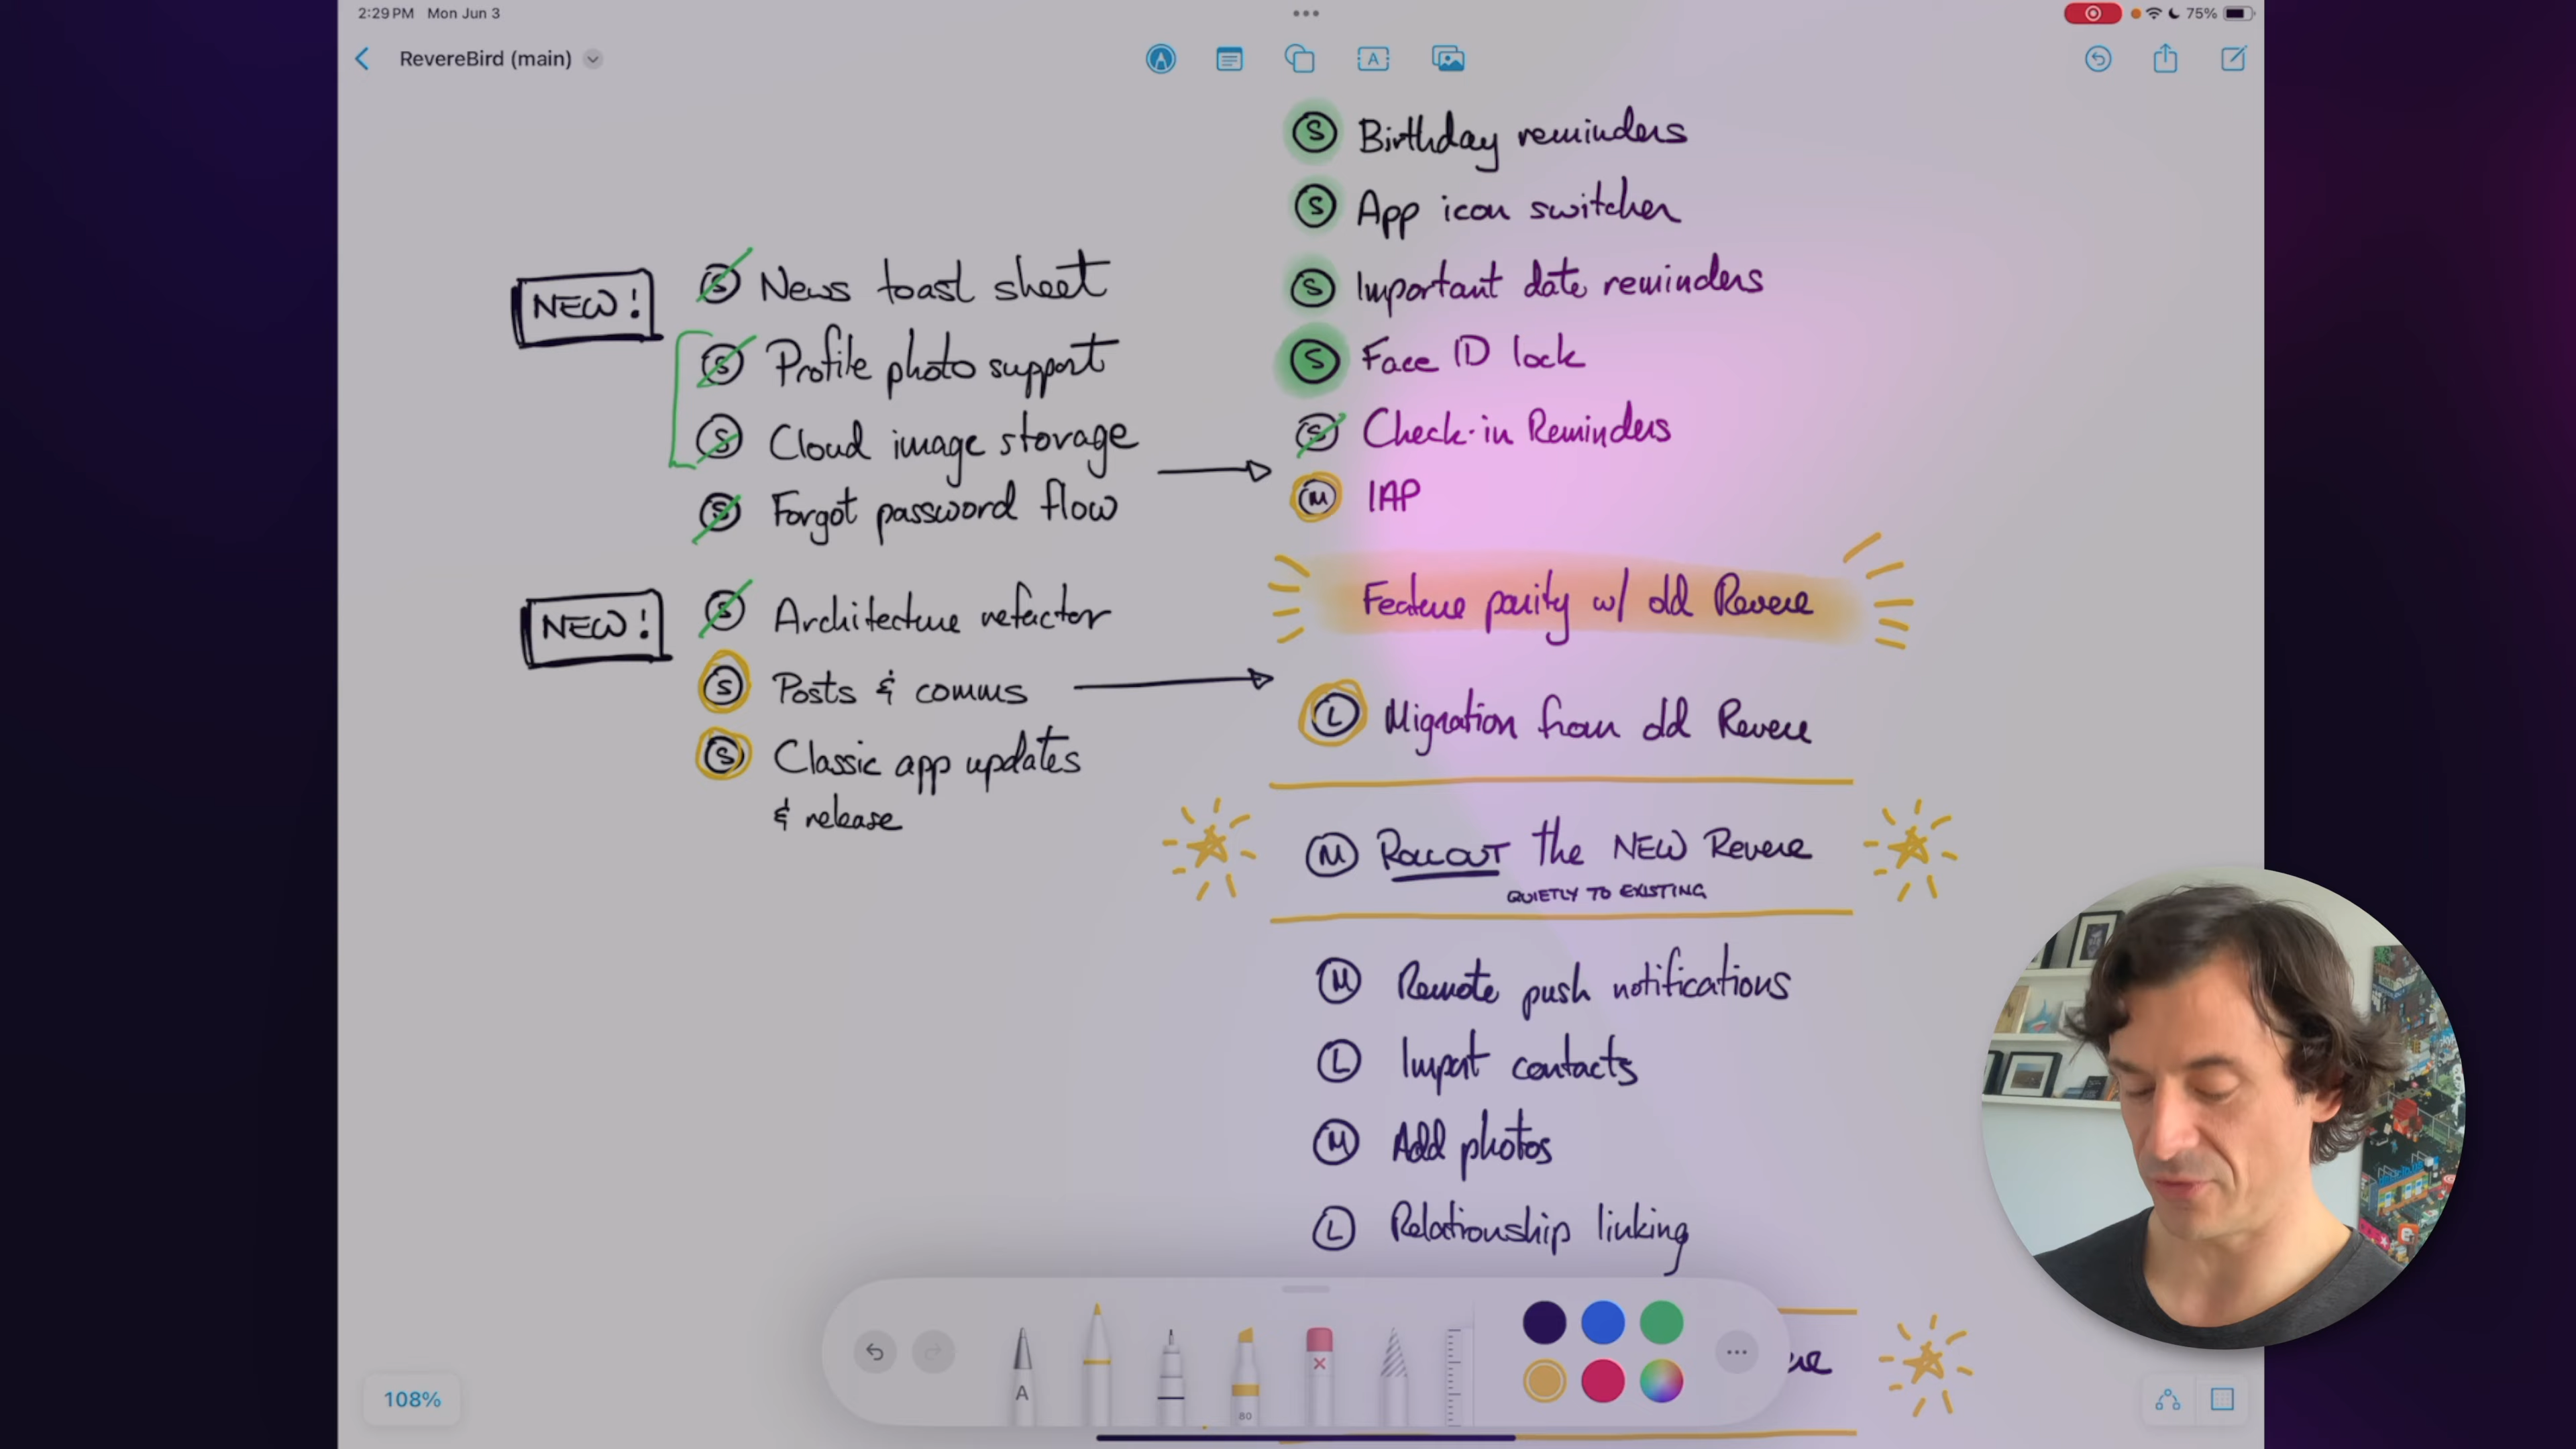 2:29 PM Mon Jun 3
75%
RevereBird (main)
A
S Birthday reminders
S App icon switcher
S Important date reminders
S Face ID lock
S Check-in Reminders
M IAP
NEW!
S News toast sheet
S Profile photo support
S Cloud image storage
S Forgot password flow
NEW!
S Architecture refactor
S Posts & comms
S Classic app updates
& release
Feature parity w/ old Revere
L Migration from old Revere
M ROLLOUT the NEW Revere
QUIETLY TO EXISTING
M Remote push notifications
L Import contacts
M Add photos
L Relationship linking
A
80
108%